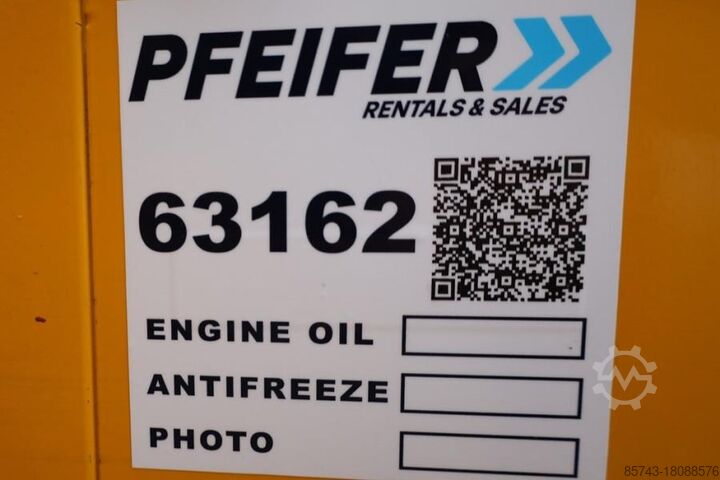 PFEIFER
RENTALS & SALES
63162
ENGINE OIL
ANTIFREEZE
PHOTO
85743-18088576